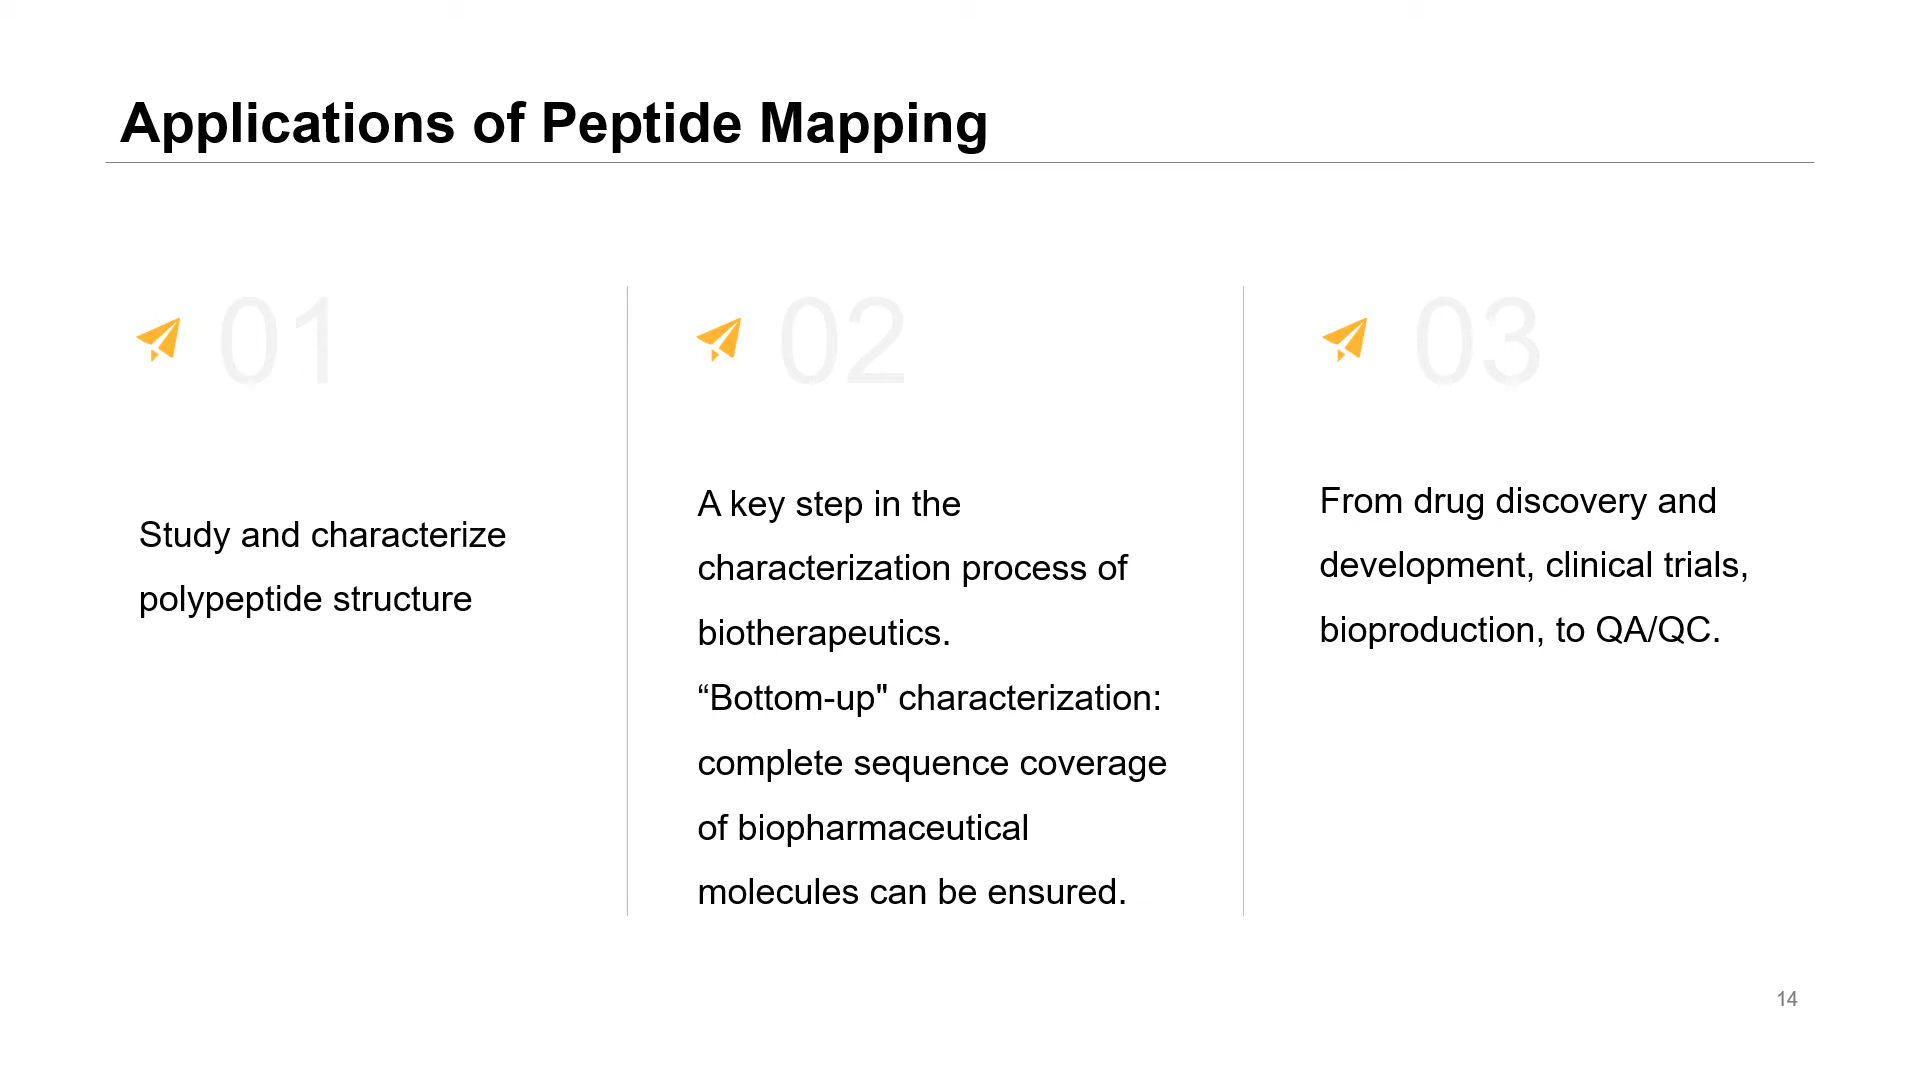 Applications of Peptide Mapping
01
Study and characterize
polypeptide structure
02
A key step in the
characterization process of
biotherapeutics.
“Bottom-up" characterization:
complete sequence coverage
of biopharmaceutical
molecules can be ensured.
03
From drug discovery and
development, clinical trials,
bioproduction, to QA/QC.
14